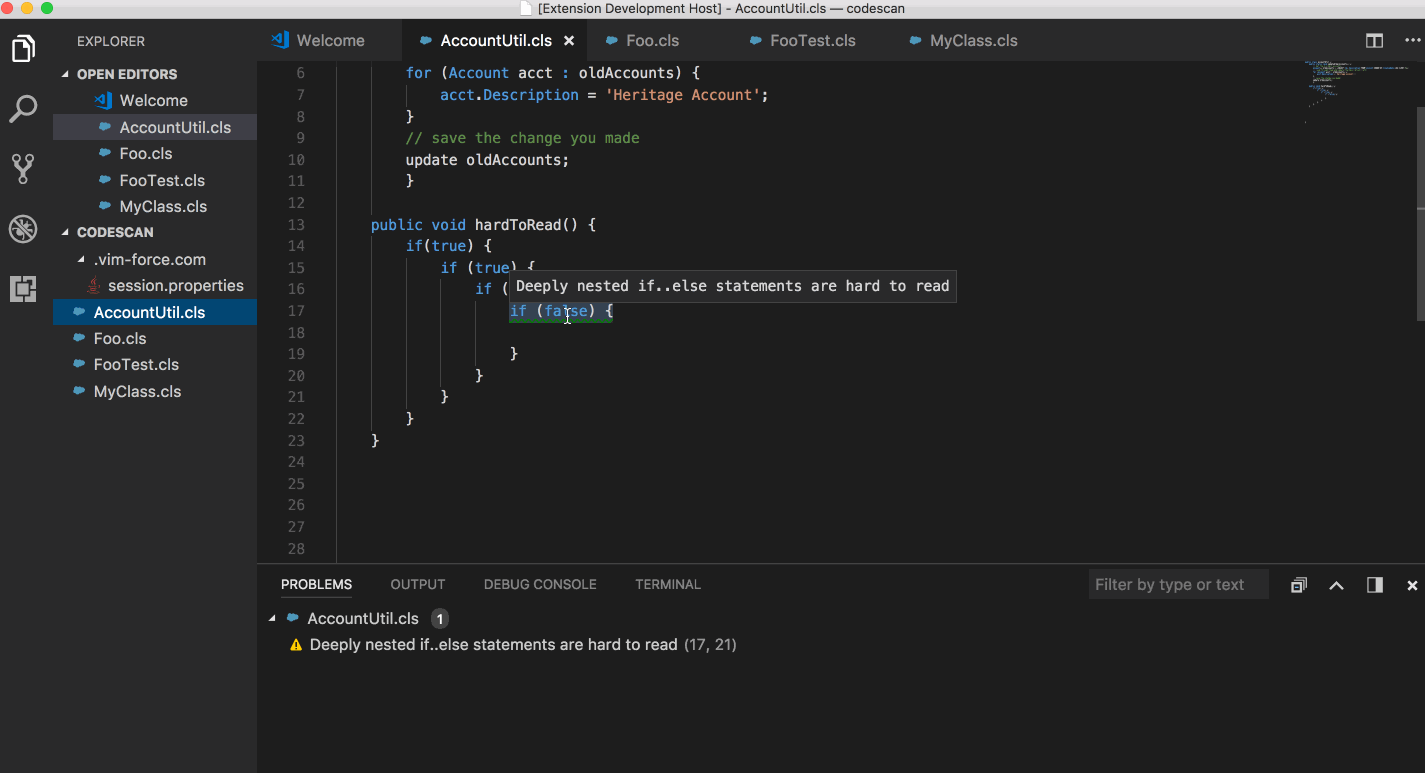 [Extension Development Host] - AccountUtil.cls — codescan
EXPLORER
OPEN EDITORS
Welcome
AccountUtil.cls
Foo.cls
FooTest.cls
MyClass.cls
CODESCAN
.vim-force.com
session.properties
AccountUtil.cls
Foo.cls
FooTest.cls
MyClass.cls
Welcome AccountUtil.cls × Foo.cls FooTest.cls MyClass.cls
6 for (Account acct : oldAccounts) {
7 acct.Description = 'Heritage Account';
8 }
9 // save the change you made
10 update oldAccounts;
11 }
12
13 public void hardToRead() {
14 if(true) {
15 if (true) {
16 if (
Deeply nested if..else statements are hard to read
17 if (false) {
18
19 }
20 }
21 }
22 }
23 }
24
25
26
27
28
PROBLEMS OUTPUT DEBUG CONSOLE TERMINAL Filter by type or text
AccountUtil.cls 1
Deeply nested if..else statements are hard to read (17, 21)